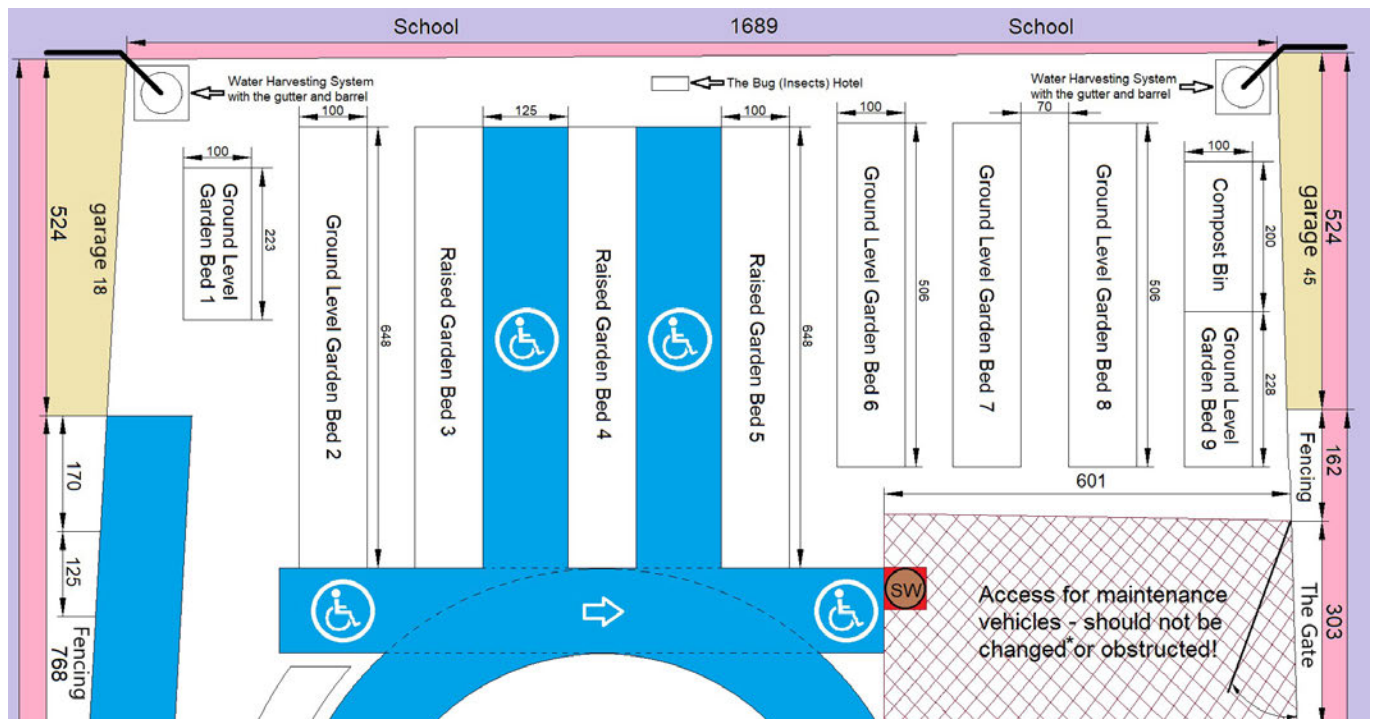 School 1689 School
Water Harvesting System
with the gutter and barrel
The Bug (Insects) Hotel
Water Harvesting System
with the gutter and barrel
100
125
100
100
70
100
100
524
garage 18
Ground Level
Garden Bed 1
223
Ground Level Garden Bed 2
648
Raised Garden Bed 3
Raised Garden Bed 4
Raised Garden Bed 5
648
Ground Level Garden Bed 6
506
Ground Level Garden Bed 7
Ground Level Garden Bed 8
506
Compost Bin
200
Ground Level
Garden Bed 9
228
garage 45
524
170
125
Fencing
768
601
Fencing
162
SW
Access for maintenance
vehicles - should not be
changed* or obstructed!
The Gate
303